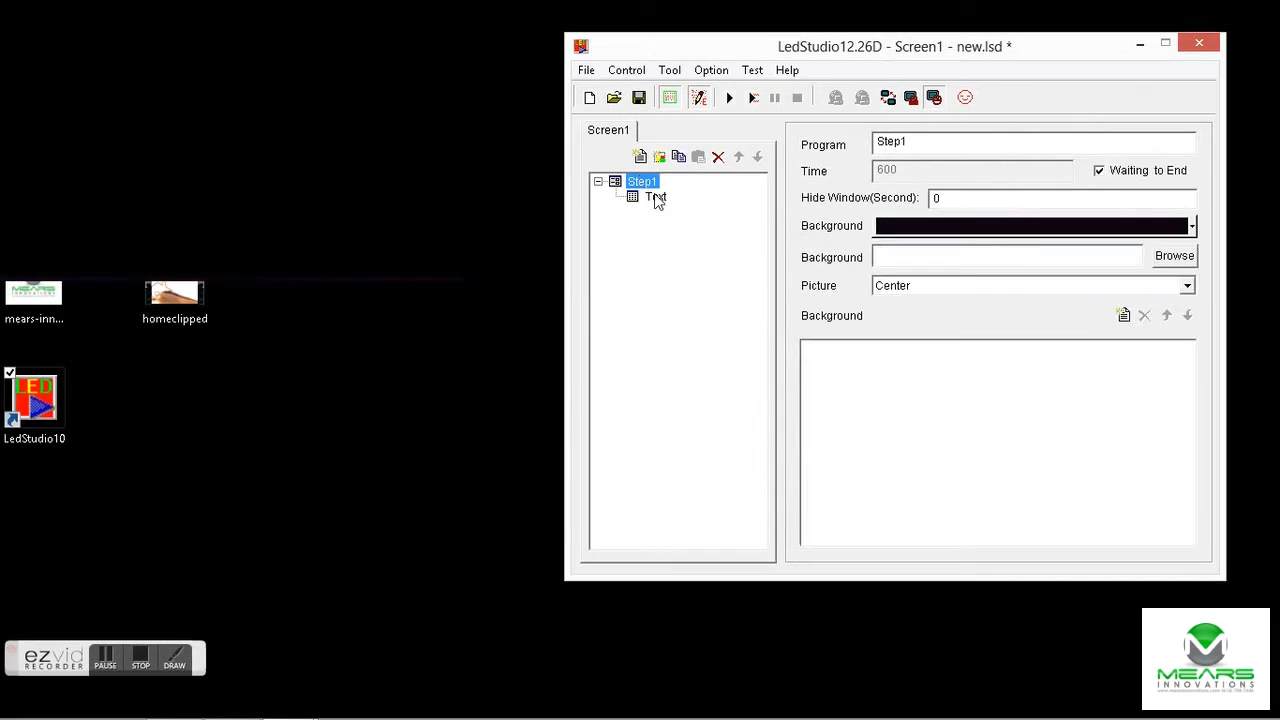 LedStudio12.26D - Screen1 - new.lsd *
File Control Tool Option Test Help
Screen1
Step1
Text
Program Step1
Time 600 Waiting to End
Hide Window(Second): 0
Background
Background Browse
Picture Center
Background
mears-inn...
homeclipped
LED
LedStudio10
ezvid
RECORDER
PAUSE STOP DRAW
MEARS
INNOVATIONS